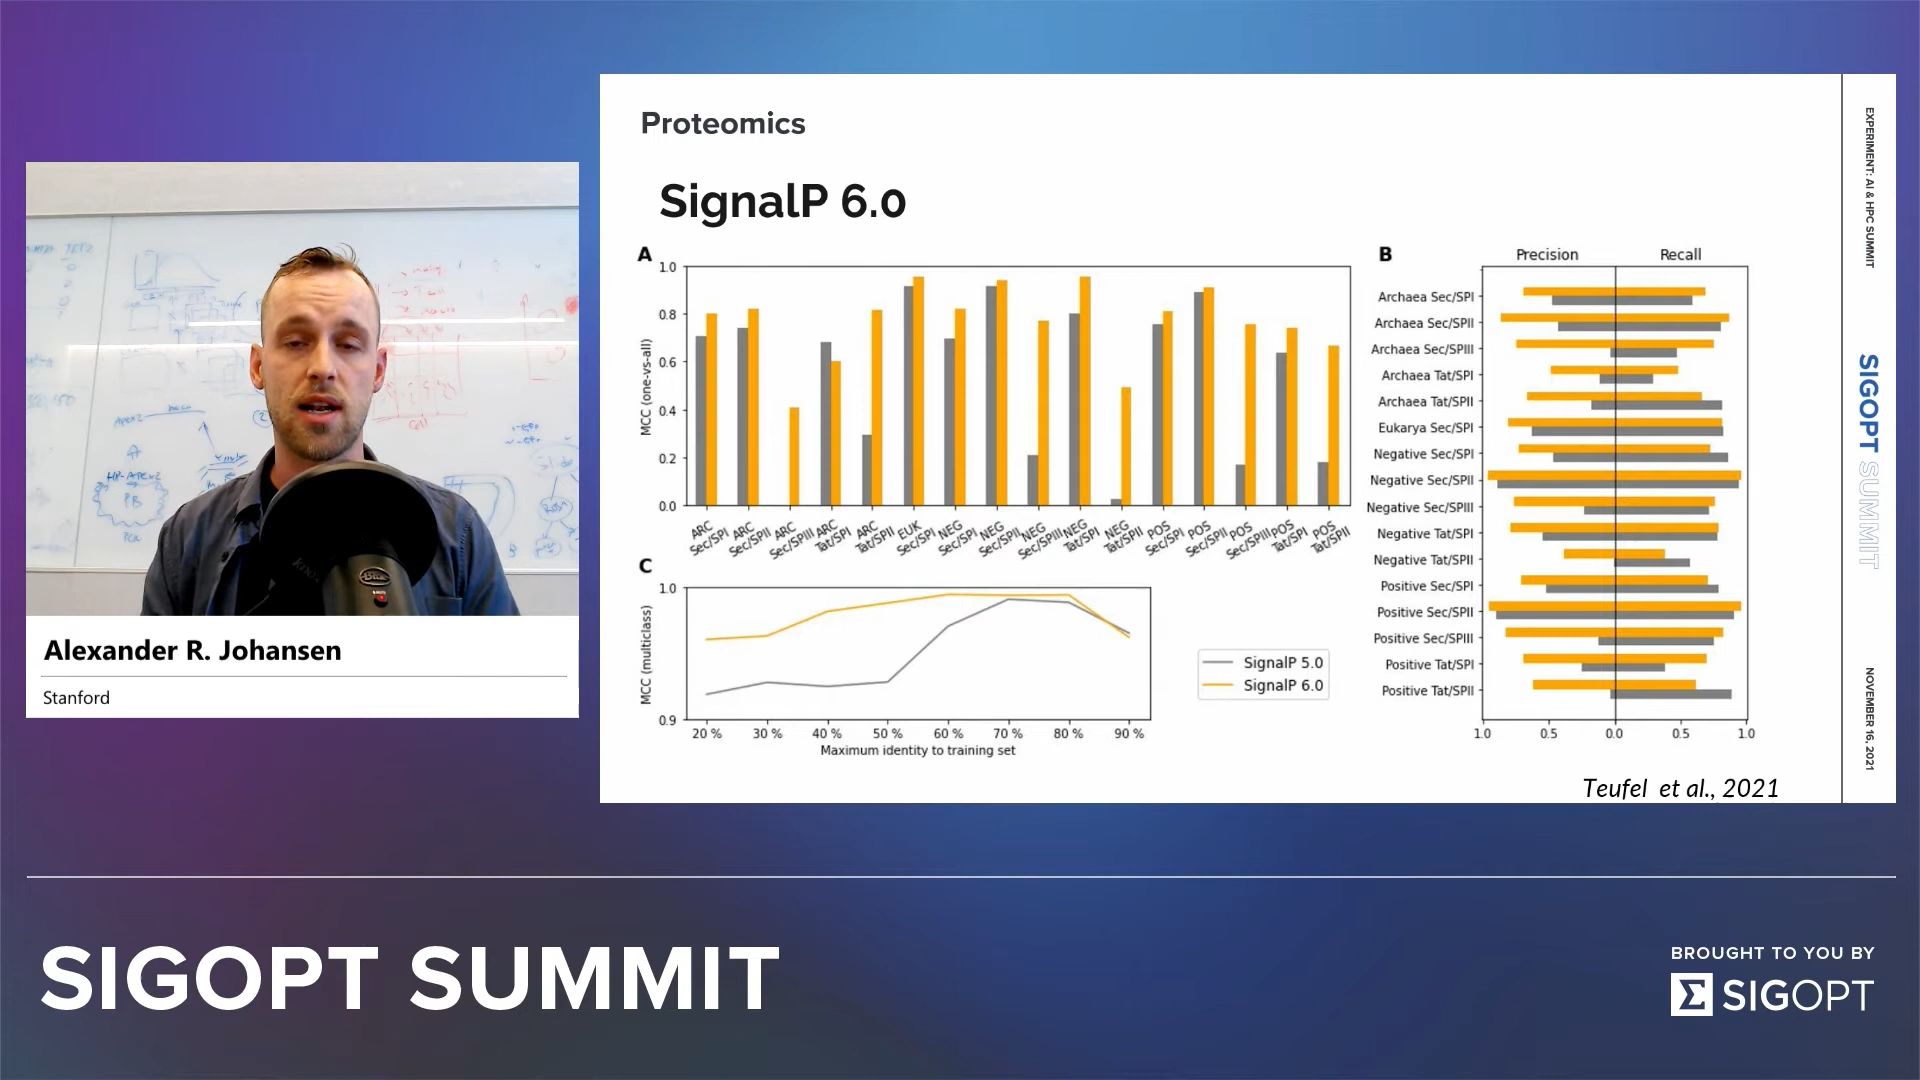 Proteomics
SignalP 6.0
A
1.0
0.8
0.6
0.4
0.2
0.0
MCC (one-vs-all)
ARC Sec/SPI
ARC Sec/SPII
ARC Sec/SPIII
ARC Tat/SPI
ARC Tat/SPII
EUK Sec/SPI
NEG Sec/SPI
NEG Sec/SPII
NEG Sec/SPIII
NEG Tat/SPI
NEG Tat/SPII
POS Sec/SPI
POS Sec/SPII
POS Sec/SPIII
POS Tat/SPI
POS Tat/SPII
B
Precision Recall
Archaea Sec/SPI
Archaea Sec/SPII
Archaea Sec/SPIII
Archaea Tat/SPI
Archaea Tat/SPII
Eukarya Sec/SPI
Negative Sec/SPI
Negative Sec/SPII
Negative Sec/SPIII
Negative Tat/SPI
Negative Tat/SPII
Positive Sec/SPI
Positive Sec/SPII
Positive Sec/SPIII
Positive Tat/SPI
Positive Tat/SPII
1.0 0.5 0.0 0.5 1.0
C
1.0
0.9
MCC (multiclass)
20 % 30 % 40 % 50 % 60 % 70 % 80 % 90 %
Maximum identity to training set
SignalP 5.0
SignalP 6.0
Teufel et al., 2021
EXPERIMENT: AI & HPC SUMMIT
SIGOPT SUMMIT
NOVEMBER 16, 2021
Blue
Alexander R. Johansen
Stanford
SIGOPT SUMMIT
BROUGHT TO YOU BY
SIGOPT